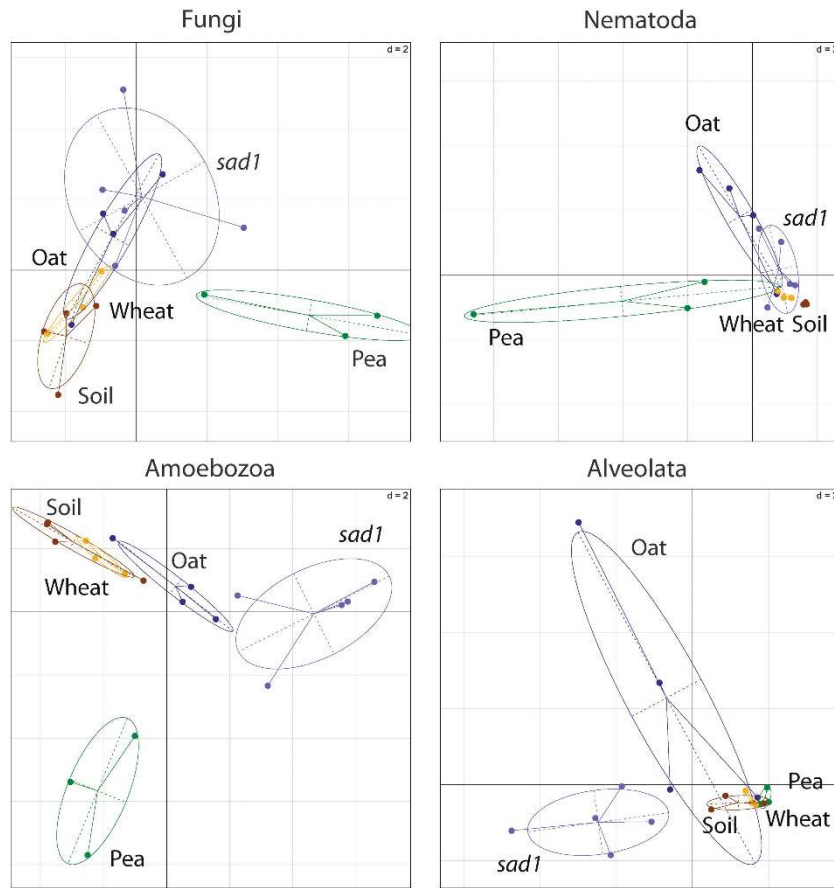 Fungi
d = 2
sad1
Oat
Wheat
Pea
Soil
Nematoda
Oat
sad1
Pea
Wheat
Soil
Amoebozoa
d = 2
Soil
sad1
Oat
Wheat
Pea
Alveolata
Oat
Pea
Soil
Wheat
sad1